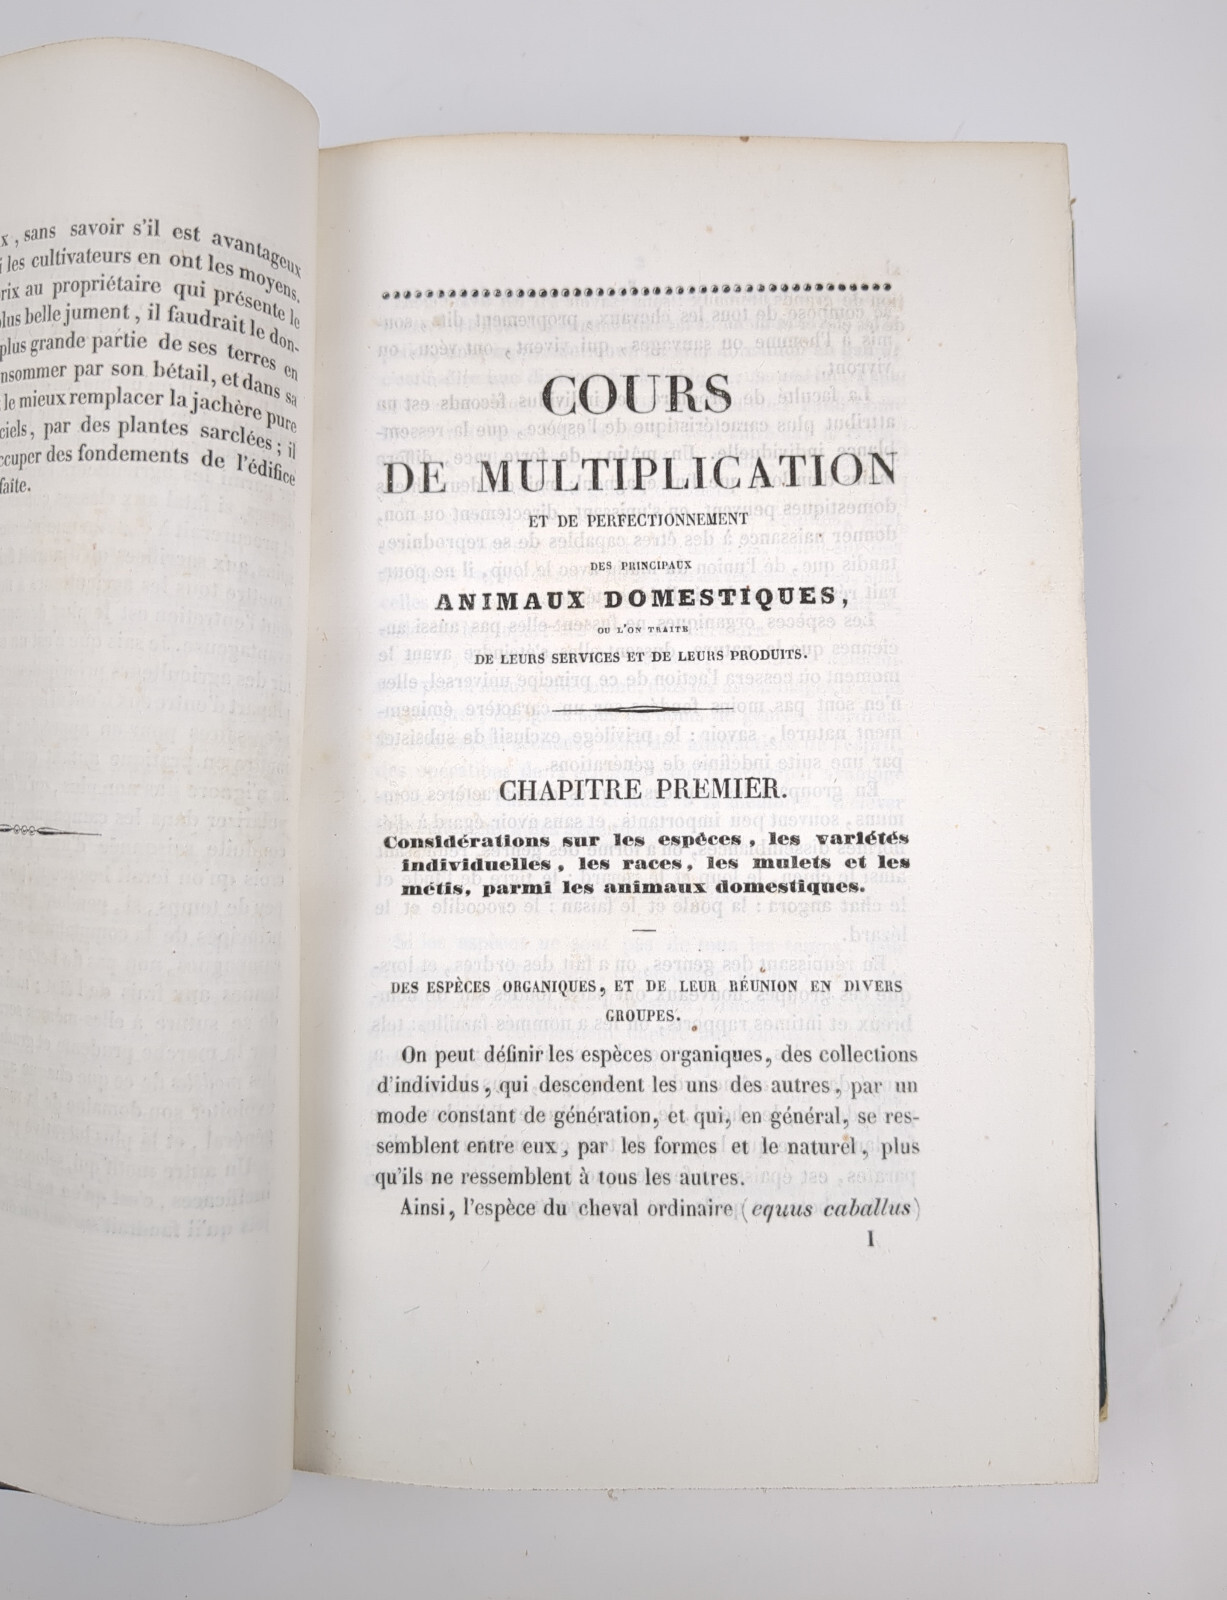 , sans savoir s'il est avantageux
les cultivateurs en ont les moyens.
au propriétaire qui présente le
belle jument, il faudrait le don-
plus grande partie de ses terres en
par son bétail, et dans sa
le mieux remplacer la jachère pure
, par des plantes sarclées ; il
des fondements de l'édifice
COURS
DE MULTIPLICATION
ET DE PERFECTIONNEMENT
DES PRINCIPAUX
ANIMAUX DOMESTIQUES,
OU L'ON TRAITE
DE LEURS SERVICES ET DE LEURS PRODUITS.
CHAPITRE PREMIER.
Considérations sur les espèces, les variétés
individuelles, les races, les mulets et les
métis, parmi les animaux domestiques.
DES ESPÈCES ORGANIQUES, ET DE LEUR RÉUNION EN DIVERS
GROUPES.
On peut définir les espèces organiques, des collections
d'individus, qui descendent les uns des autres, par un
mode constant de génération, et qui, en général, se res-
semblent entre eux, par les formes et le naturel, plus
qu'ils ne ressemblent à tous les autres.
Ainsi, l'espèce du cheval ordinaire (equus caballus)
I